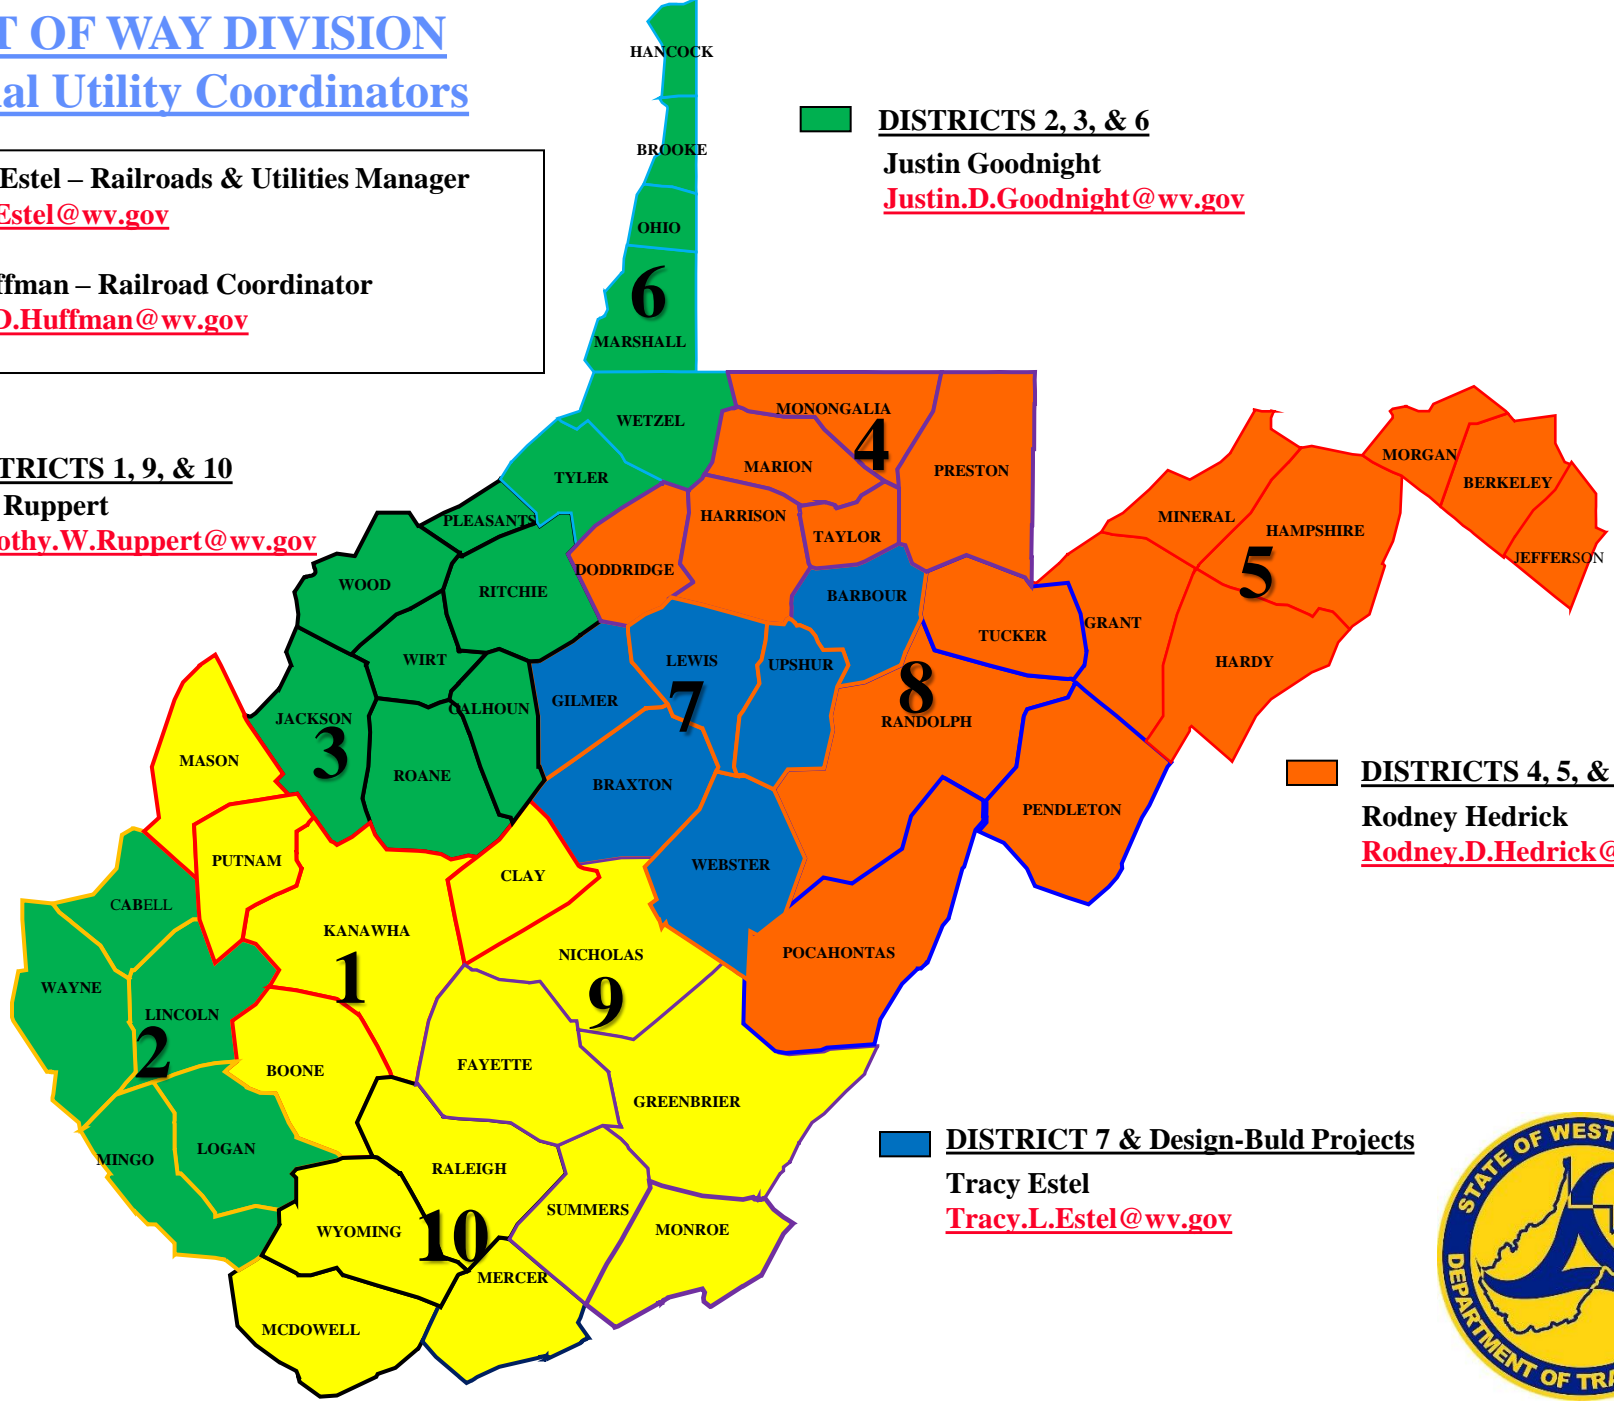 T OF WAY DIVISION
al Utility Coordinators
Estel – Railroads & Utilities Manager
Estel@wv.gov
ffman – Railroad Coordinator
D.Huffman@wv.gov
DISTRICTS 2, 3, & 6
Justin Goodnight
Justin.D.Goodnight@wv.gov
TRICTS 1, 9, & 10
Ruppert
othy.W.Ruppert@wv.gov
HANCOCK
BROOKE
OHIO
6
MARSHALL
WETZEL
TYLER
PLEASANTS
MONONGALIA
4
MARION
PRESTON
HARRISON
TAYLOR
DODDRIDGE
WOOD
RITCHIE
WIRT
CALHOUN
JACKSON
3
ROANE
BARBOUR
LEWIS
UPSHUR
7
GILMER
BRAXTON
WEBSTER
TUCKER
8
RANDOLPH
POCAHONTAS
PENDLETON
MORGAN
BERKELEY
JEFFERSON
MINERAL
HAMPSHIRE
5
GRANT
HARDY
MASON
PUTNAM
CLAY
KANAWHA
1
BOONE
CABELL
WAYNE
LINCOLN
2
MINGO
LOGAN
NICHOLAS
9
FAYETTE
GREENBRIER
RALEIGH
SUMMERS
MONROE
WYOMING
10
MERCER
MCDOWELL
DISTRICTS 4, 5, &
Rodney Hedrick
Rodney.D.Hedrick@
DISTRICT 7 & Design-Buld Projects
Tracy Estel
Tracy.L.Estel@wv.gov
STATE OF WEST
DEPARTMENT OF TRA